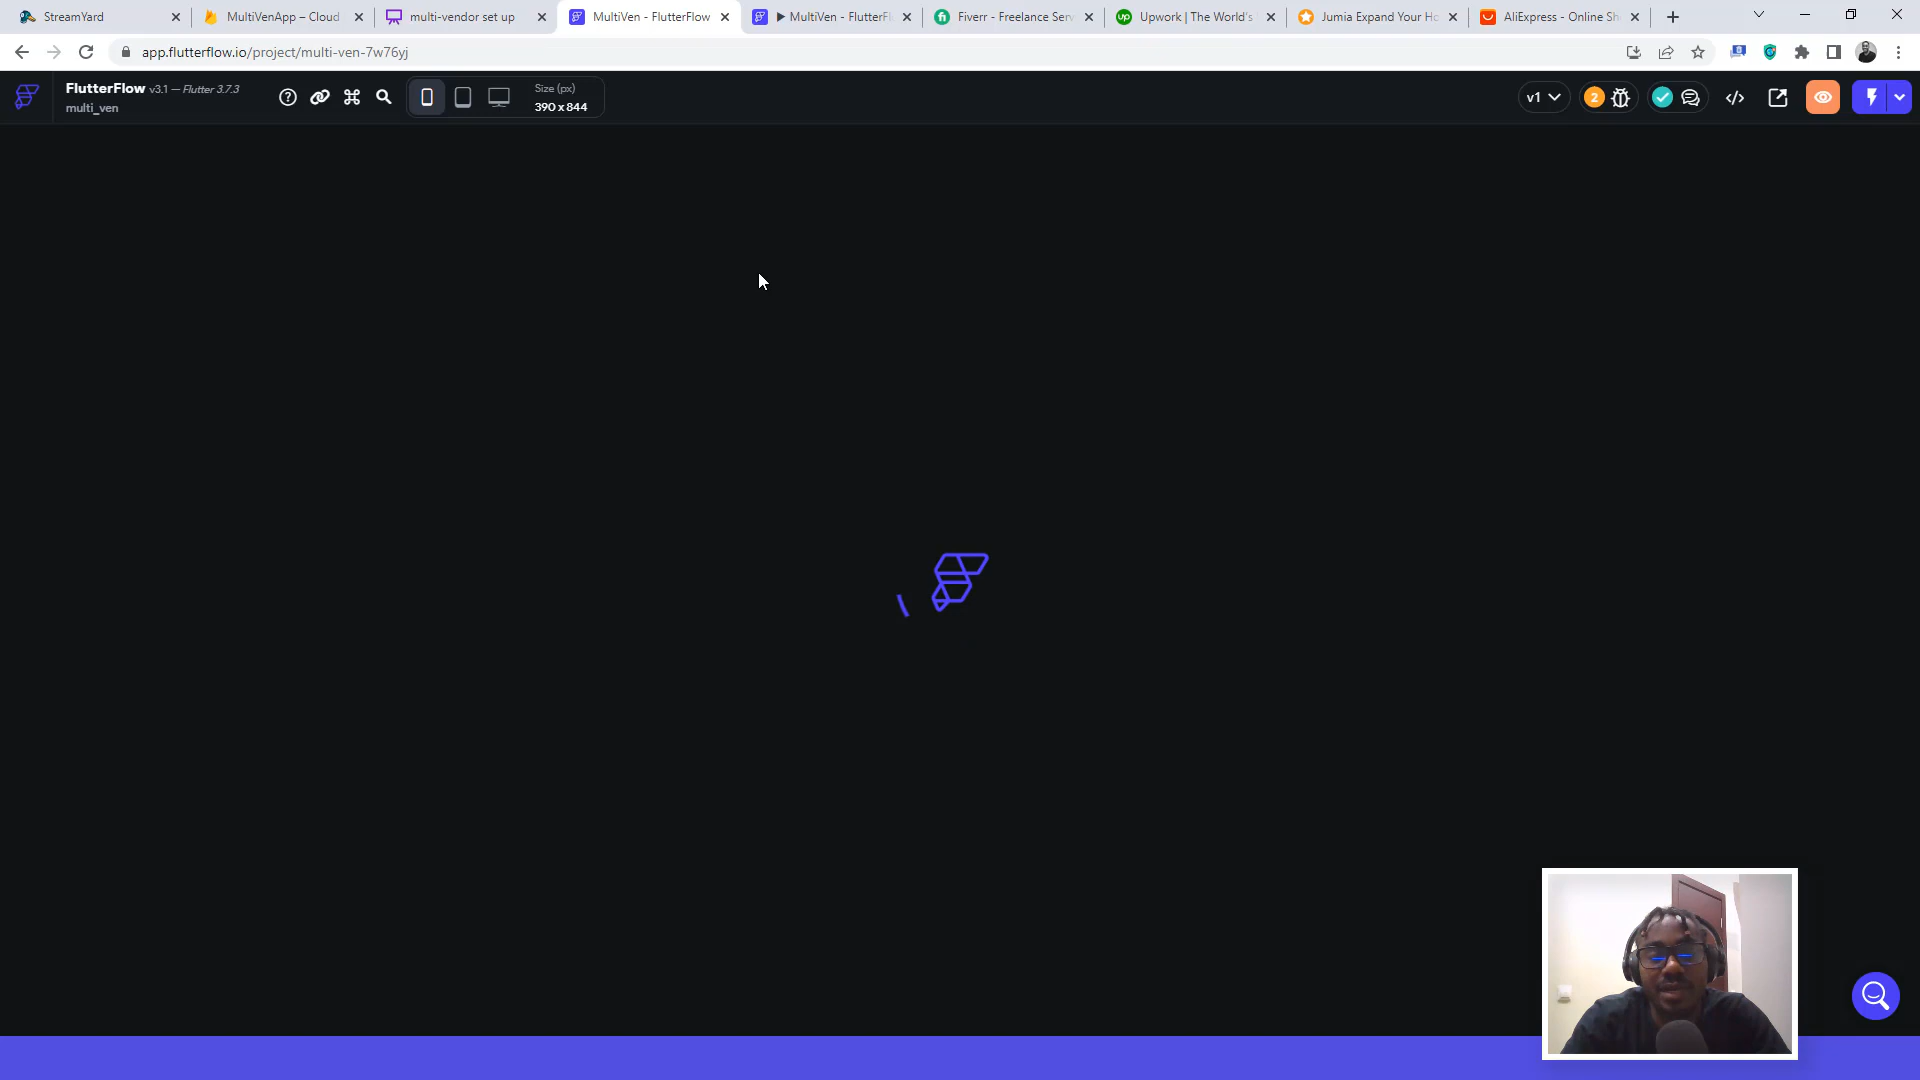 StreamYard
MultiVenApp – Cloud
multi-vendor set up
MultiVen - FlutterFlow
MultiVen - FlutterFl
Fiverr - Freelance Serv
Upwork | The World's
Jumia Expand Your Ho
AliExpress - Online Sh
app.flutterflow.io/project/multi-ven-7w76yj
FlutterFlow v3.1 — Flutter 3.7.3
multi_ven
Size (px)
390 x 844
v1
2